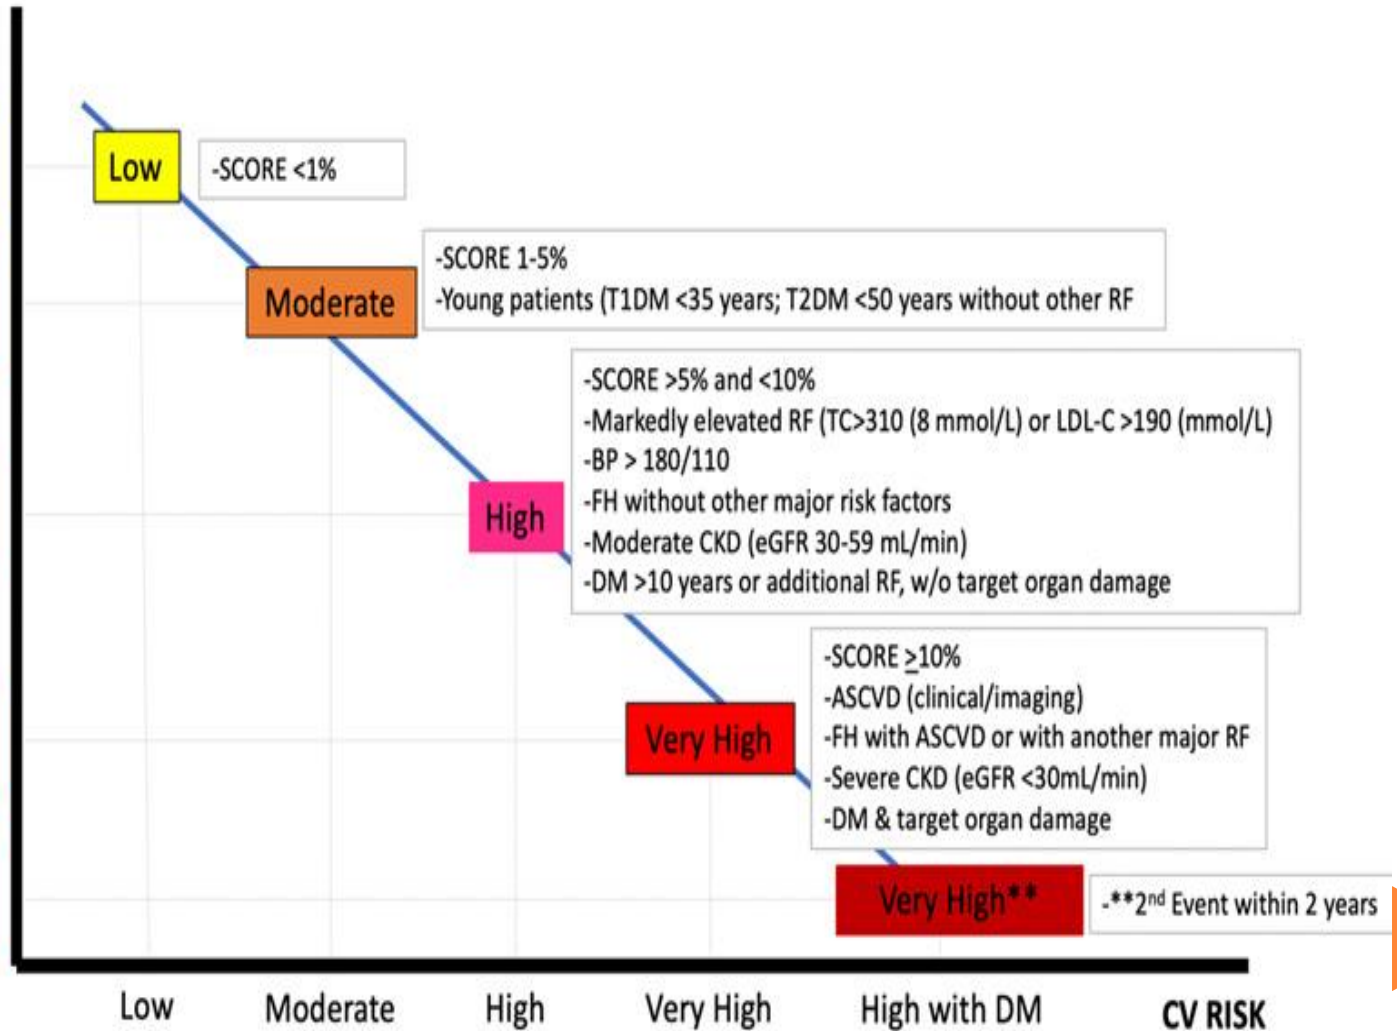 Low
-SCORE <1%
Moderate
-SCORE 1-5%
-Young patients (T1DM <35 years; T2DM <50 years without other RF
High
-SCORE >5% and <10%
-Markedly elevated RF (TC>310 (8 mmol/L) or LDL-C >190 (mmol/L)
-BP > 180/110
-FH without other major risk factors
-Moderate CKD (eGFR 30-59 mL/min)
-DM >10 years or additional RF, w/o target organ damage
Very High
-SCORE ≥10%
-ASCVD (clinical/imaging)
-FH with ASCVD or with another major RF
-Severe CKD (eGFR <30mL/min)
-DM & target organ damage
Very High**
-**2nd Event within 2 years
Low Moderate High Very High High with DM CV RISK